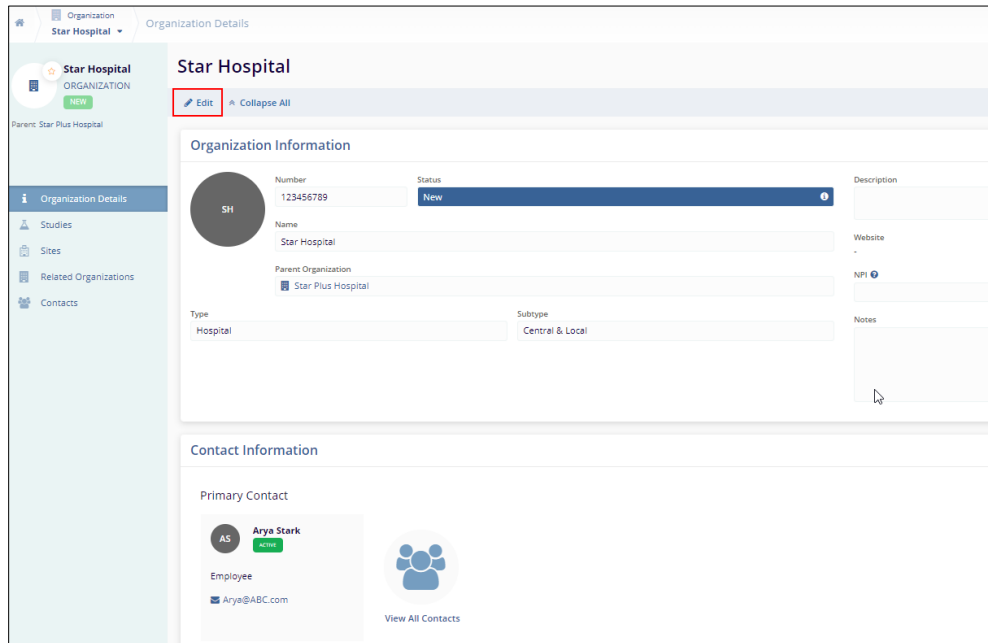 Organization
Star Hospital
Organization Details
Star Hospital
ORGANIZATION
NEW
Parent: Star Plus Hospital
Organization Details
Studies
Sites
Related Organizations
Contacts
Star Hospital
Edit
Collapse All
Organization Information
SH
Number
123456789
Status
New
Name
Star Hospital
Parent Organization
Star Plus Hospital
Type
Hospital
Subtype
Central & Local
Description
Website
-
NPI
Notes
Contact Information
Primary Contact
AS
Arya Stark
ACTIVE
Employee
Arya@ABC.com
View All Contacts